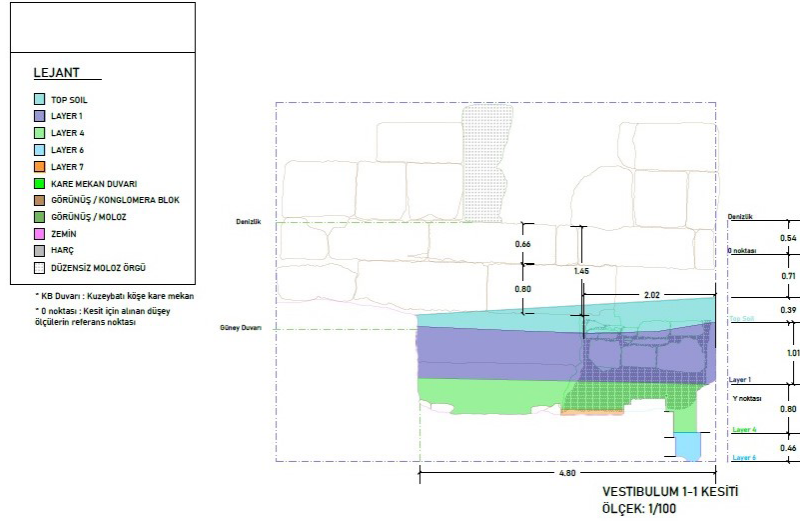 LEJANT
TOP SOIL
LAYER 1
LAYER 4
LAYER 6
LAYER 7
KARE MEKAN DUVARI
GÖRÜNÜŞ / KONGLOMERA BLOK
GÖRÜNÜŞ / MOLOZ
ZEMİN
HARÇ
DÜZENSİZ MOLOZ ÖRGÜ
* KB Duvarı ; Kuzeybatı köşe kare mekan
* 0 noktası ; Kesit için alınan düşey
ölçülerin referans noktası
Denizlik
Güney Duvarı
0.66
0.80
1.45
2.02
4.80
Denizlik
0.54
0 noktası
0.71
0.39
Top Soil
1.01
Layer 1
Y noktası
0.80
Layer 4
0.46
Layer 6
VESTIBULUM 1-1 KESİTİ
ÖLÇEK: 1/100